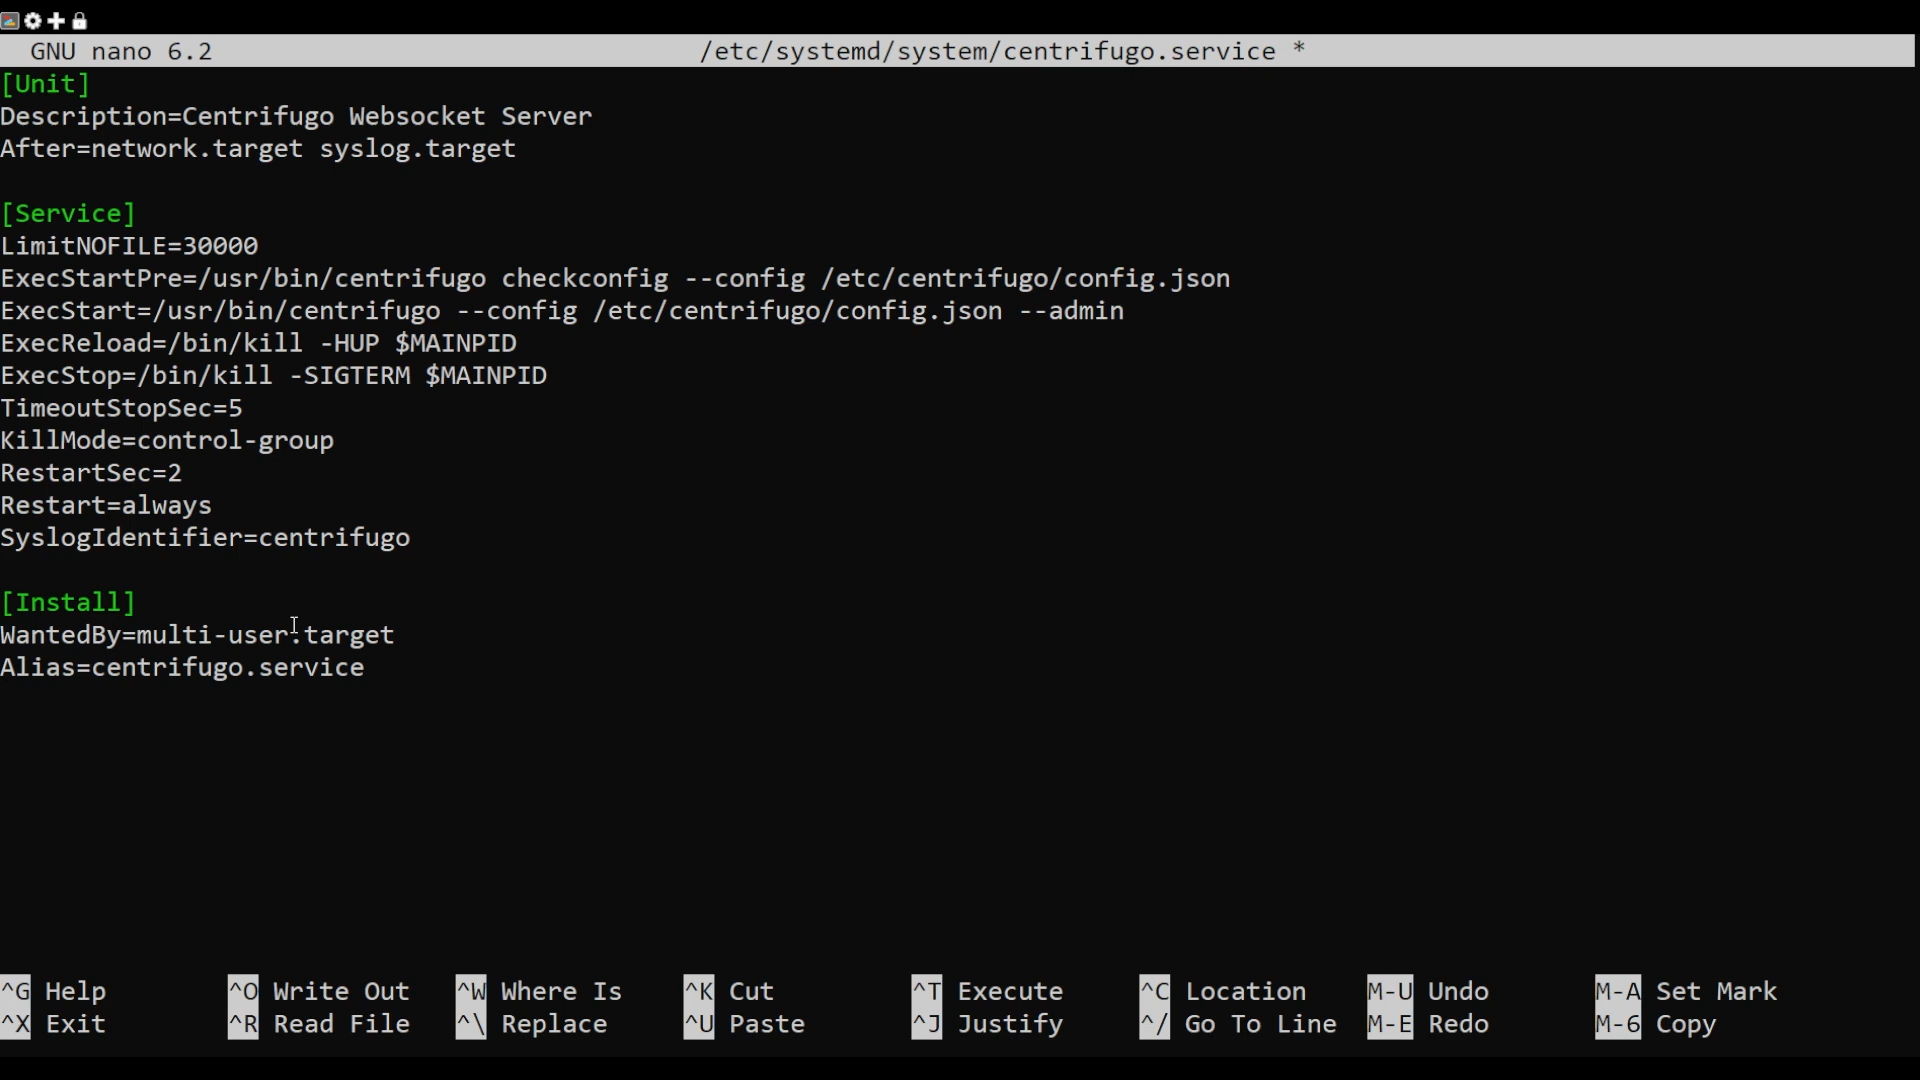 GNU nano 6.2 /etc/systemd/system/centrifugo.service *
[Unit]
Description=Centrifugo Websocket Server
After=network.target syslog.target
[Service]
LimitNOFILE=30000
ExecStartPre=/usr/bin/centrifugo checkconfig --config /etc/centrifugo/config.json
ExecStart=/usr/bin/centrifugo --config /etc/centrifugo/config.json --admin
ExecReload=/bin/kill -HUP $MAINPID
ExecStop=/bin/kill -SIGTERM $MAINPID
TimeoutStopSec=5
KillMode=control-group
RestartSec=2
Restart=always
SyslogIdentifier=centrifugo
[Install]
WantedBy=multi-user.target
Alias=centrifugo.service
^G Help ^O Write Out ^W Where Is ^K Cut ^T Execute ^C Location M-U Undo M-A Set Mark
^X Exit ^R Read File ^\ Replace ^U Paste ^J Justify ^/ Go To Line M-E Redo M-6 Copy